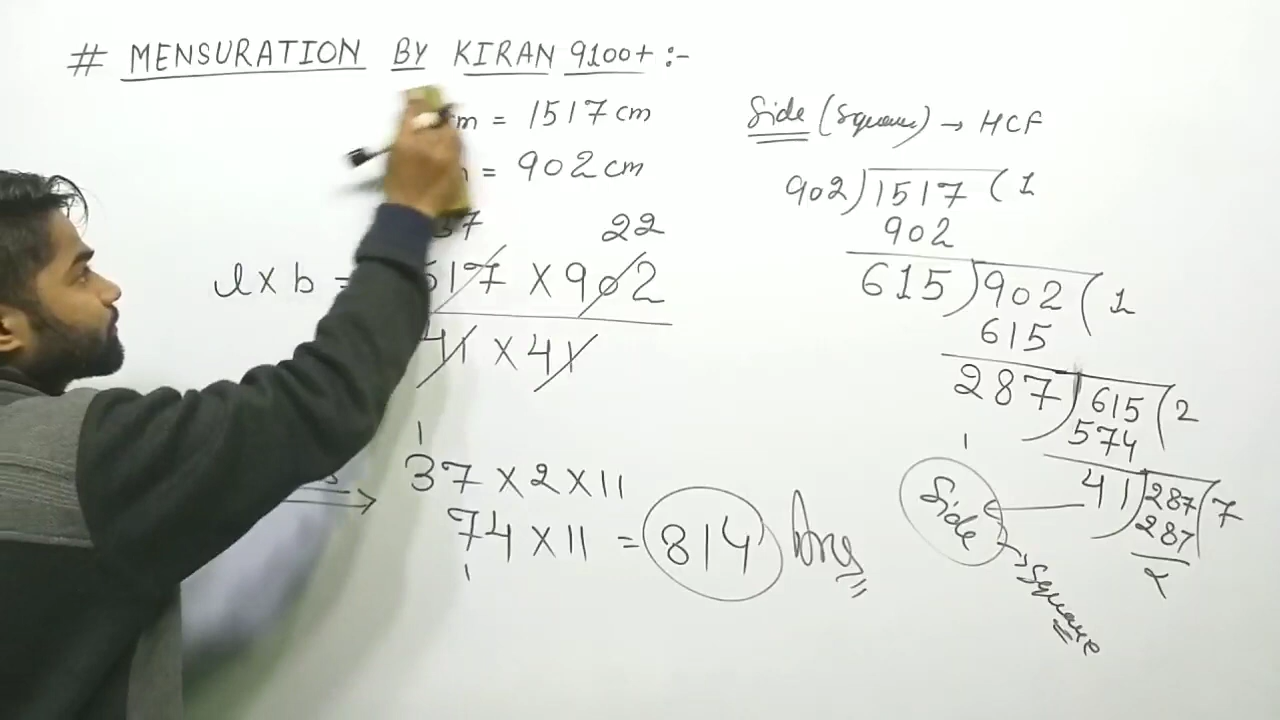 # MENSURATION BY KIRAN 9100+ :-
m = 1517 cm
= 902 cm
37 22
l x b = 517 x 902
41 x 41
1
37 x 2 x 11
74 x 11 = 814 Ans
1
Side (Square) → HCF
902) 1517 (1
902
615) 902 (1
615
287) 615 (2
574
41) 287 (7
287
x
1
Side
Square